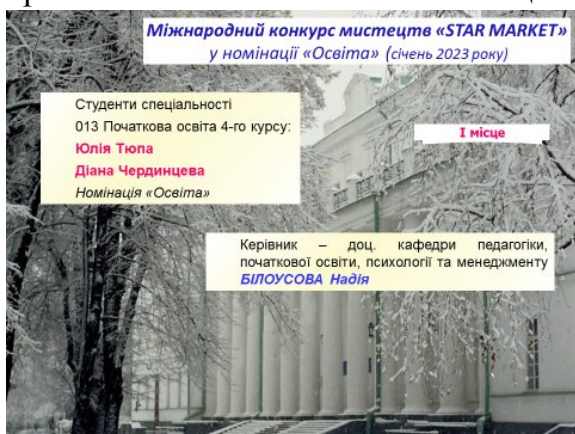 Міжнародний конкурс мистецтв «STAR MARKET»
у номінації «Освіта» (січень 2023 року)
Студенти спеціальності
013 Початкова освіта 4-го курсу:
Юлія Тюпа
Діана Чердинцева
Номінація «Освіта»
І місце
Керівник – доц. кафедри педагогіки,
початкової освіти, психології та менеджменту
БІЛОУСОВА Надія